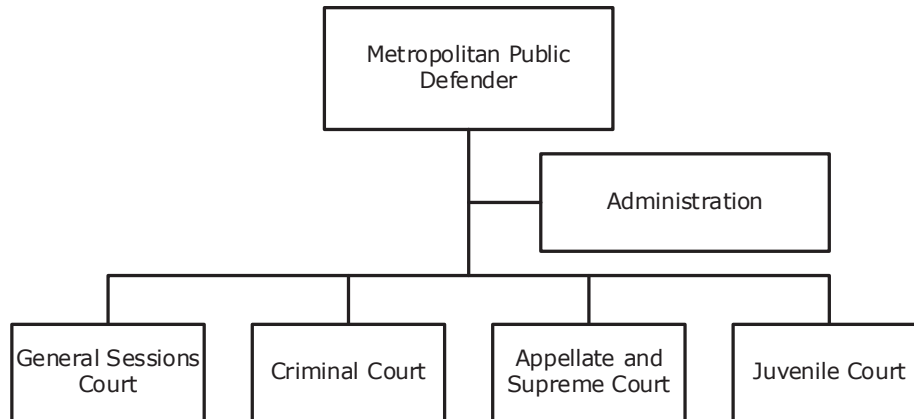 Metropolitan Public
Defender
Administration
General Sessions
Court
Criminal Court
Appellate and
Supreme Court
Juvenile Court